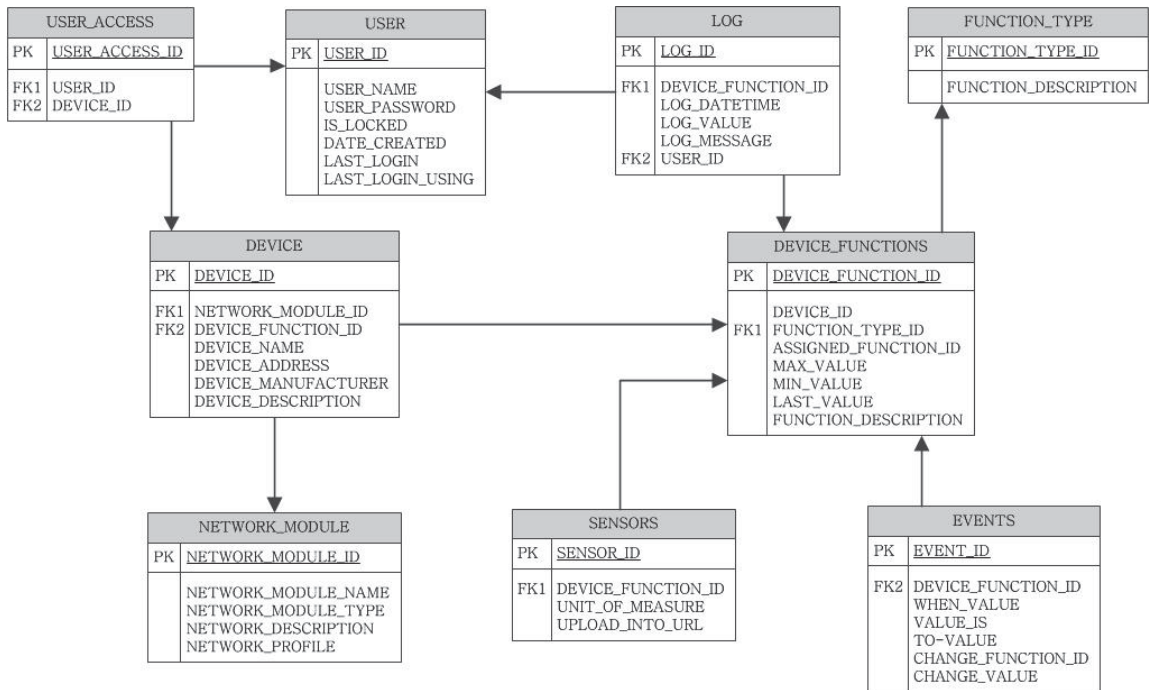 USER_ACCESS
PK USER_ACCESS_ID
FK1 USER_ID
FK2 DEVICE_ID
USER
PK USER_ID
USER_NAME
USER_PASSWORD
IS_LOCKED
DATE_CREATED
LAST_LOGIN
LAST_LOGIN_USING
LOG
PK LOG_ID
FK1 DEVICE_FUNCTION_ID
LOG_DATETIME
LOG_VALUE
LOG_MESSAGE
FK2 USER_ID
FUNCTION_TYPE
PK FUNCTION_TYPE_ID
FUNCTION_DESCRIPTION
DEVICE
PK DEVICE_ID
FK1 NETWORK_MODULE_ID
FK2 DEVICE_FUNCTION_ID
DEVICE_NAME
DEVICE_ADDRESS
DEVICE_MANUFACTURER
DEVICE_DESCRIPTION
DEVICE_FUNCTIONS
PK DEVICE_FUNCTION_ID
DEVICE_ID
FK1 FUNCTION_TYPE_ID
ASSIGNED_FUNCTION_ID
MAX_VALUE
MIN_VALUE
LAST_VALUE
FUNCTION_DESCRIPTION
NETWORK_MODULE
PK NETWORK_MODULE_ID
NETWORK_MODULE_NAME
NETWORK_MODULE_TYPE
NETWORK_DESCRIPTION
NETWORK_PROFILE
SENSORS
PK SENSOR_ID
FK1 DEVICE_FUNCTION_ID
UNIT_OF_MEASURE
UPLOAD_INTO_URL
EVENTS
PK EVENT_ID
FK2 DEVICE_FUNCTION_ID
WHEN_VALUE
VALUE_IS
TO-VALUE
CHANGE_FUNCTION_ID
CHANGE_VALUE